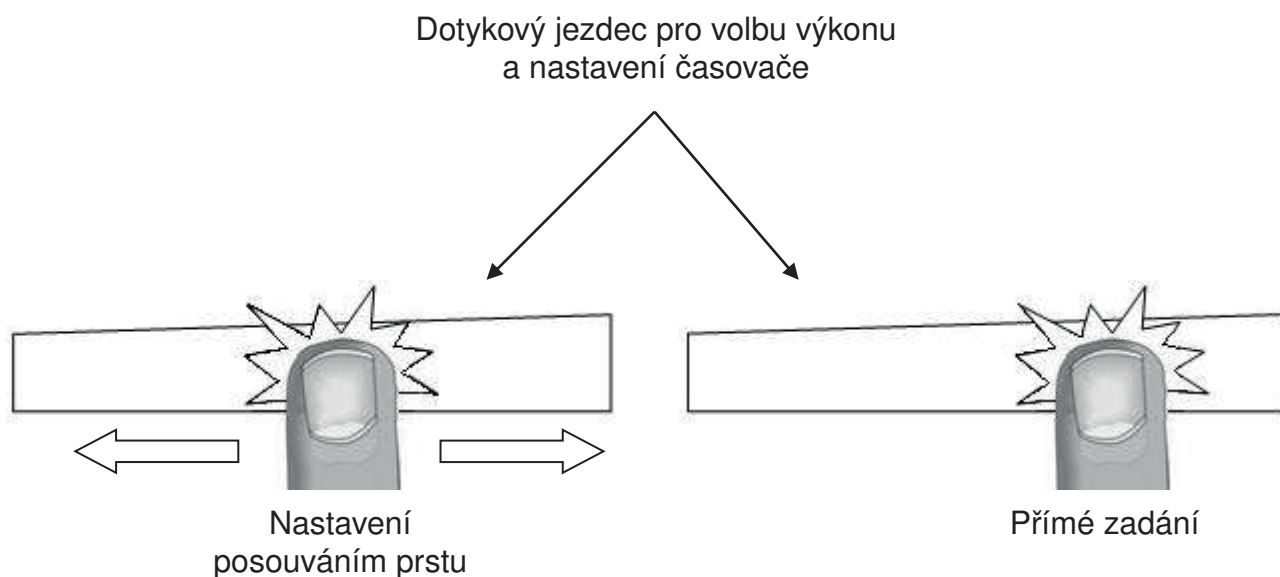 Dotykový jezdec pro volbu výkonu
a nastavení časovače
Nastavení
posouváním prstu
Přímé zadání